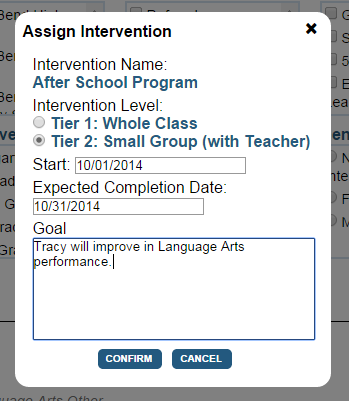 Assign Intervention
Intervention Name:
After School Program
Intervention Level:
Tier 1: Whole Class
Tier 2: Small Group (with Teacher)
Start: 10/01/2014
Expected Completion Date:
10/31/2014
Goal
Tracy will improve in Language Arts
performance.
CONFIRM CANCEL